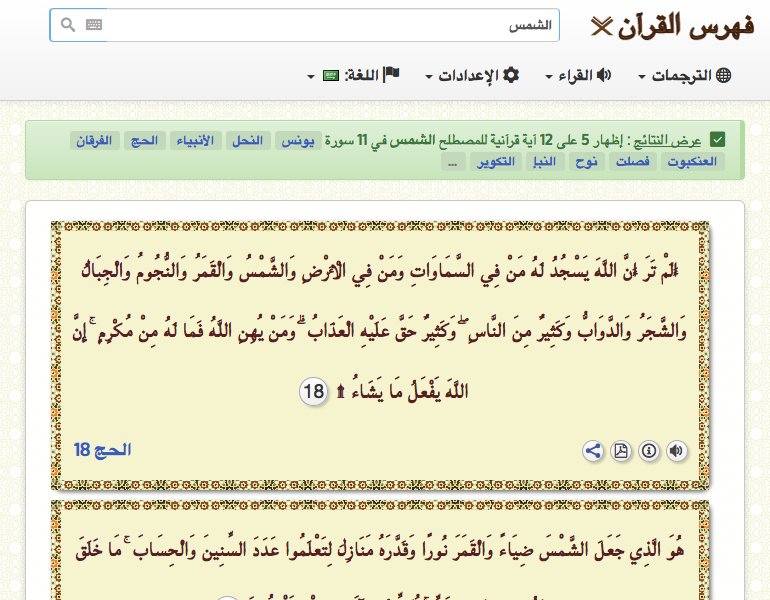 فهرس القرآن
الشمس
الترجمات
القراء
الإعدادات
اللغة:
عرض النتائج : إظهار 5 على 12 آية قرآنية للمصطلح الشمس في 11 سورة يونس النحل الأنبياء الحج الفرقان
العنكبوت فصلت نوح النبإ التكوير ...
أَلَمْ تَرَ أَنَّ اللَّهَ يَسْجُدُ لَهُ مَنْ فِي السَّمَاوَاتِ وَمَنْ فِي الْأَرْضِ وَالشَّمْسُ وَالْقَمَرُ وَالنُّجُومُ وَالْجِبَالُ
وَالشَّجَرُ وَالدَّوَابُّ وَكَثِيرٌ مِنَ النَّاسِ ۖ وَكَثِيرٌ حَقَّ عَلَيْهِ الْعَذَابُ ۗ وَمَنْ يُهِنِ اللَّهُ فَمَا لَهُ مِنْ مُكْرِمٍ ۚ إِنَّ
اللَّهَ يَفْعَلُ مَا يَشَاءُ ۩ 18
الحج 18
هُوَ الَّذِي جَعَلَ الشَّمْسَ ضِيَاءً وَالْقَمَرَ نُورًا وَقَدَّرَهُ مَنَازِلَ لِتَعْلَمُوا عَدَدَ السِّنِينَ وَالْحِسَابَ ۚ مَا خَلَقَ